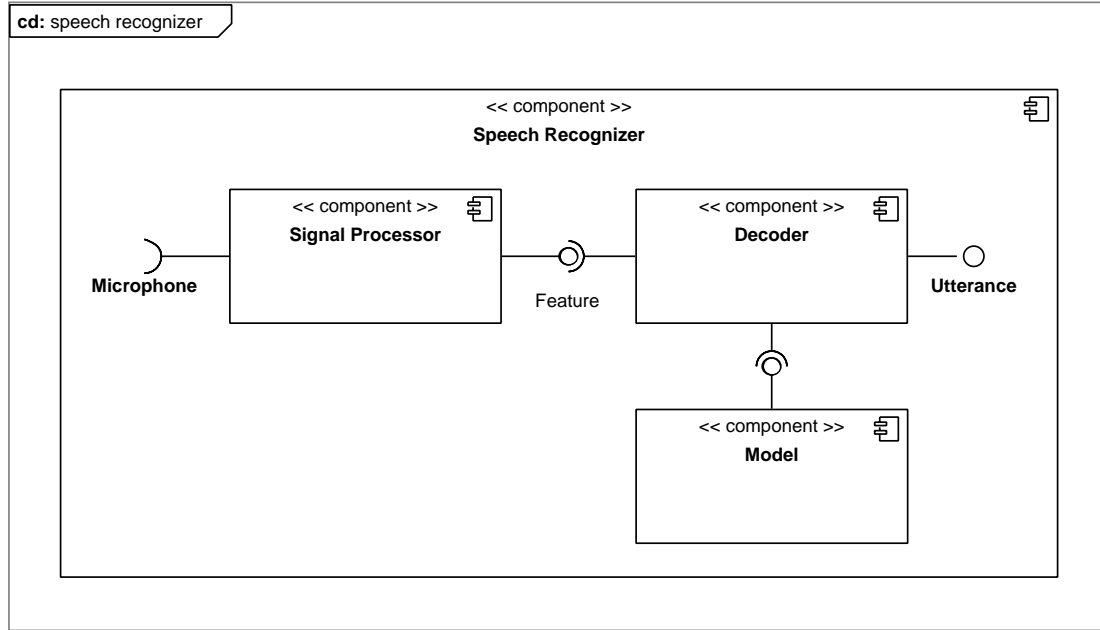 cd: speech recognizer
<< component >>
Speech Recognizer
<< component >>
Signal Processor
<< component >>
Decoder
Microphone
Feature
Utterance
<< component >>
Model